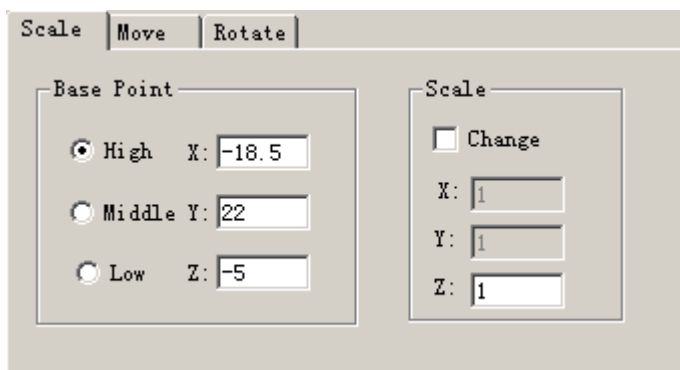 Scale Move Rotate
Base Point
High X: -18.5
Middle Y: 22
Low Z: -5
Scale
Change
X: 1
Y: 1
Z: 1